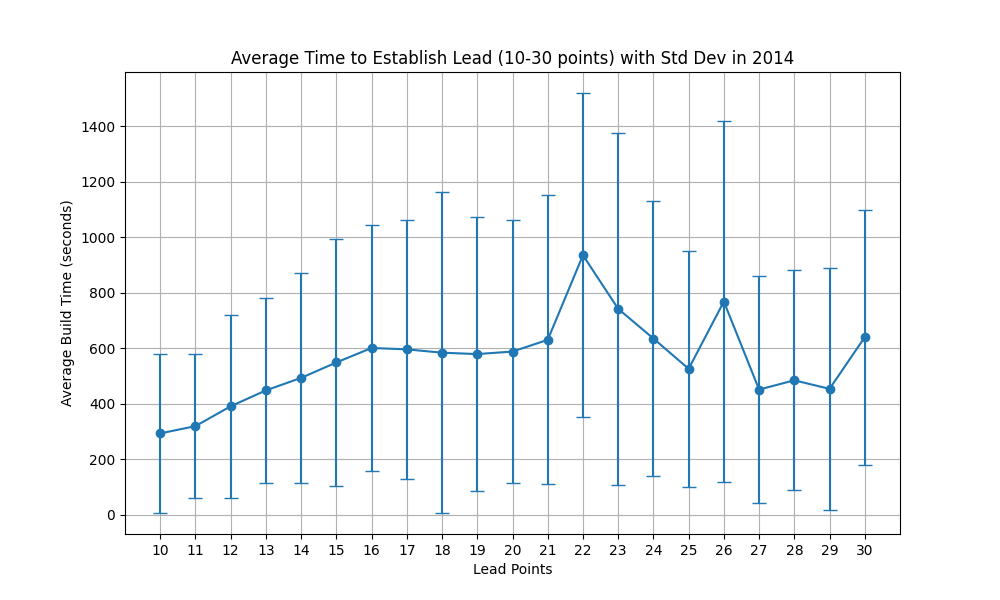 Average Time to Establish Lead (10-30 points) with Std Dev in 2014
Average Build Time (seconds)
1400
1200
1000
800
600
400
200
0
10 11 12 13 14 15 16 17 18 19 20 21 22 23 24 25 26 27 28 29 30
Lead Points